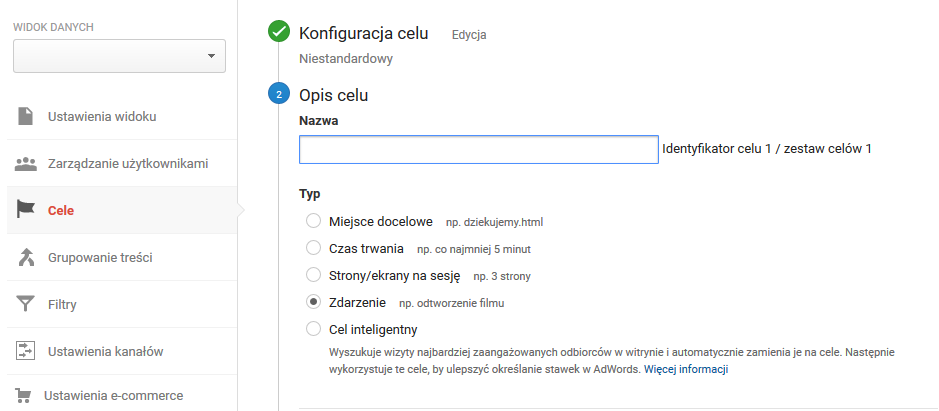 WIDOK DANYCH
Ustawienia widoku
Zarządzanie użytkownikami
Cele
Grupowanie treści
Filtry
Ustawienia kanałów
Ustawienia e-commerce
Konfiguracja celu Edycja
Niestandardowy
2 Opis celu
Nazwa
Identyfikator celu 1 / zestaw celów 1
Typ
Miejsce docelowe np. dziekujemy.html
Czas trwania np. co najmniej 5 minut
Strony/ekrany na sesję np. 3 strony
Zdarzenie np. odtworzenie filmu
Cel inteligentny
Wyszukuje wizyty najbardziej zaangażowanych odbiorców w witrynie i automatycznie zamienia je na cele. Następnie
wykorzystuje te cele, by ulepszyć określanie stawek w AdWords. Więcej informacji